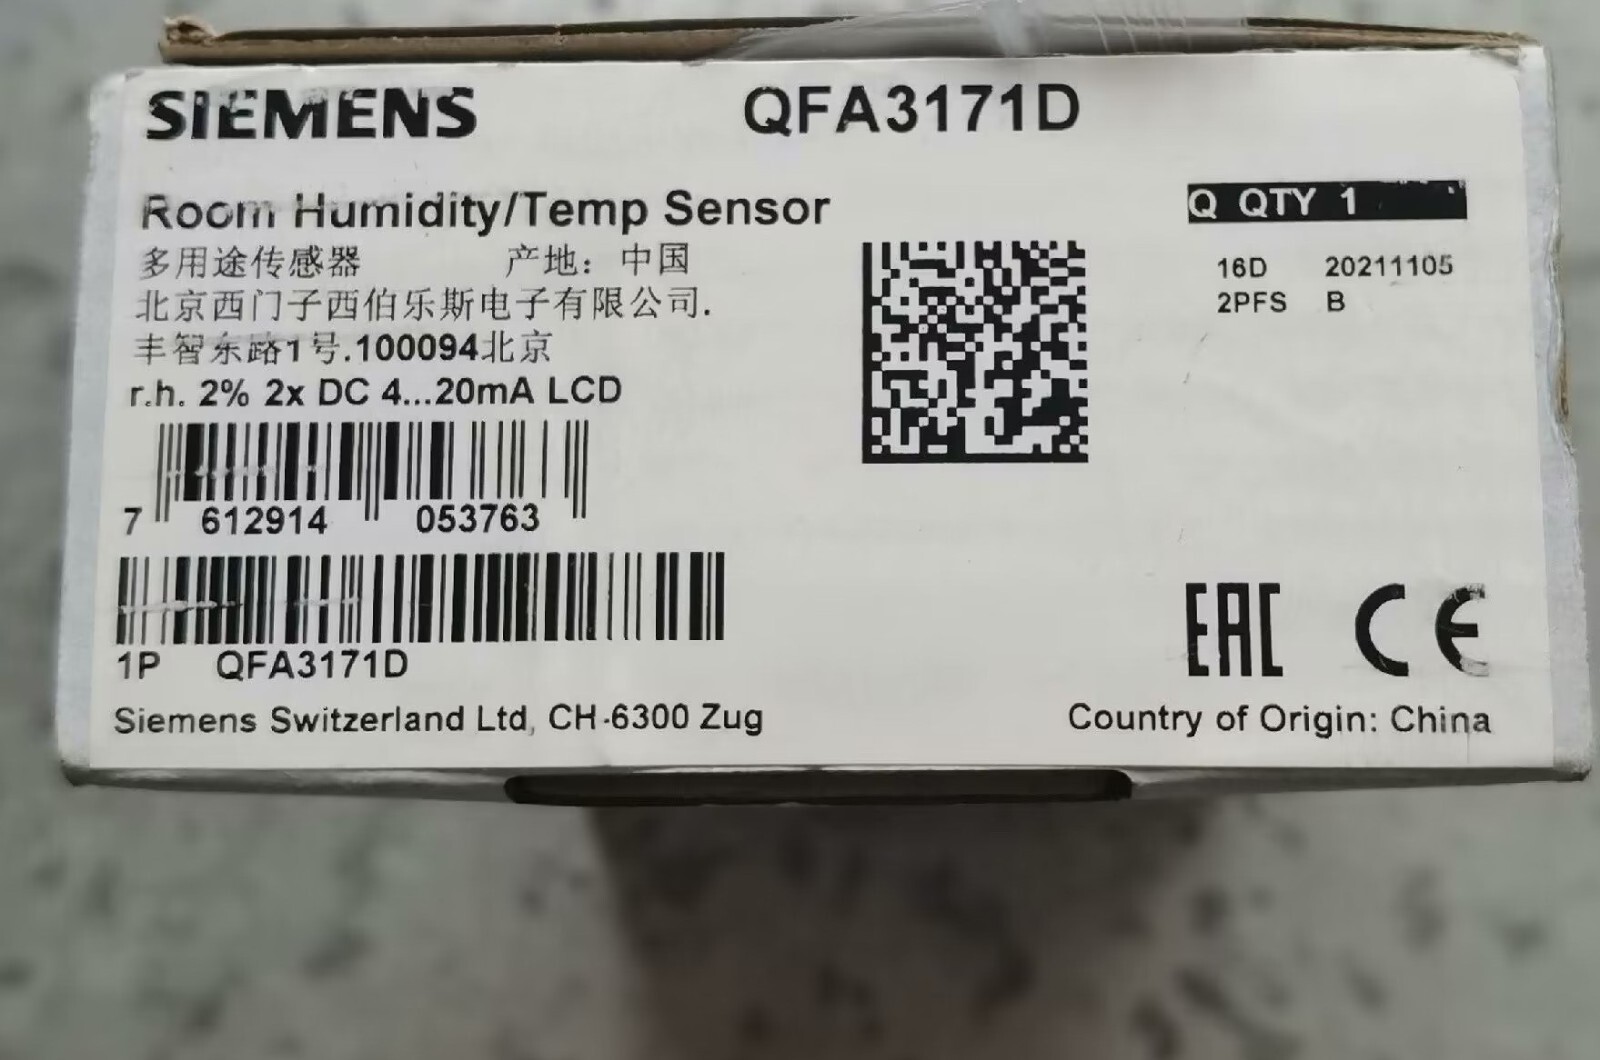 SIEMENS QFA3171D
Room Humidity/Temp Sensor
Q QTY 1
多用途传感器 产地：中国
16D 20211105
北京西门子西伯乐斯电子有限公司.
2PFS B
丰智东路1号.100094北京
r.h. 2% 2x DC 4...20mA LCD
7 612914 053763
1P QFA3171D
EAC CE
Siemens Switzerland Ltd, CH-6300 Zug
Country of Origin: China